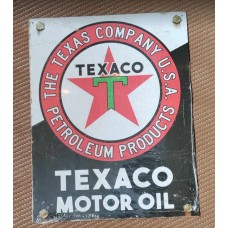 THE TEXAS COMPANY U.S.A.
TEXACO
T
PETROLEUM PRODUCTS
TEXACO
MOTOR OIL